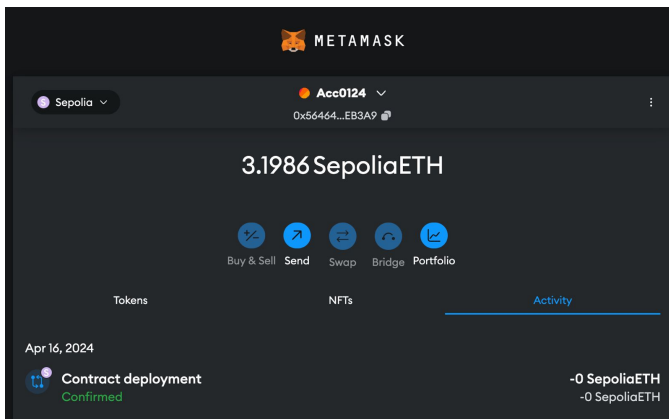 METAMASK
S Sepolia
Acc0124
0x56464...EB3A9
3.1986 SepoliaETH
Buy & Sell Send Swap Bridge Portfolio
Tokens NFTs Activity
Apr 16, 2024
S
Contract deployment -0 SepoliaETH
Confirmed -0 SepoliaETH